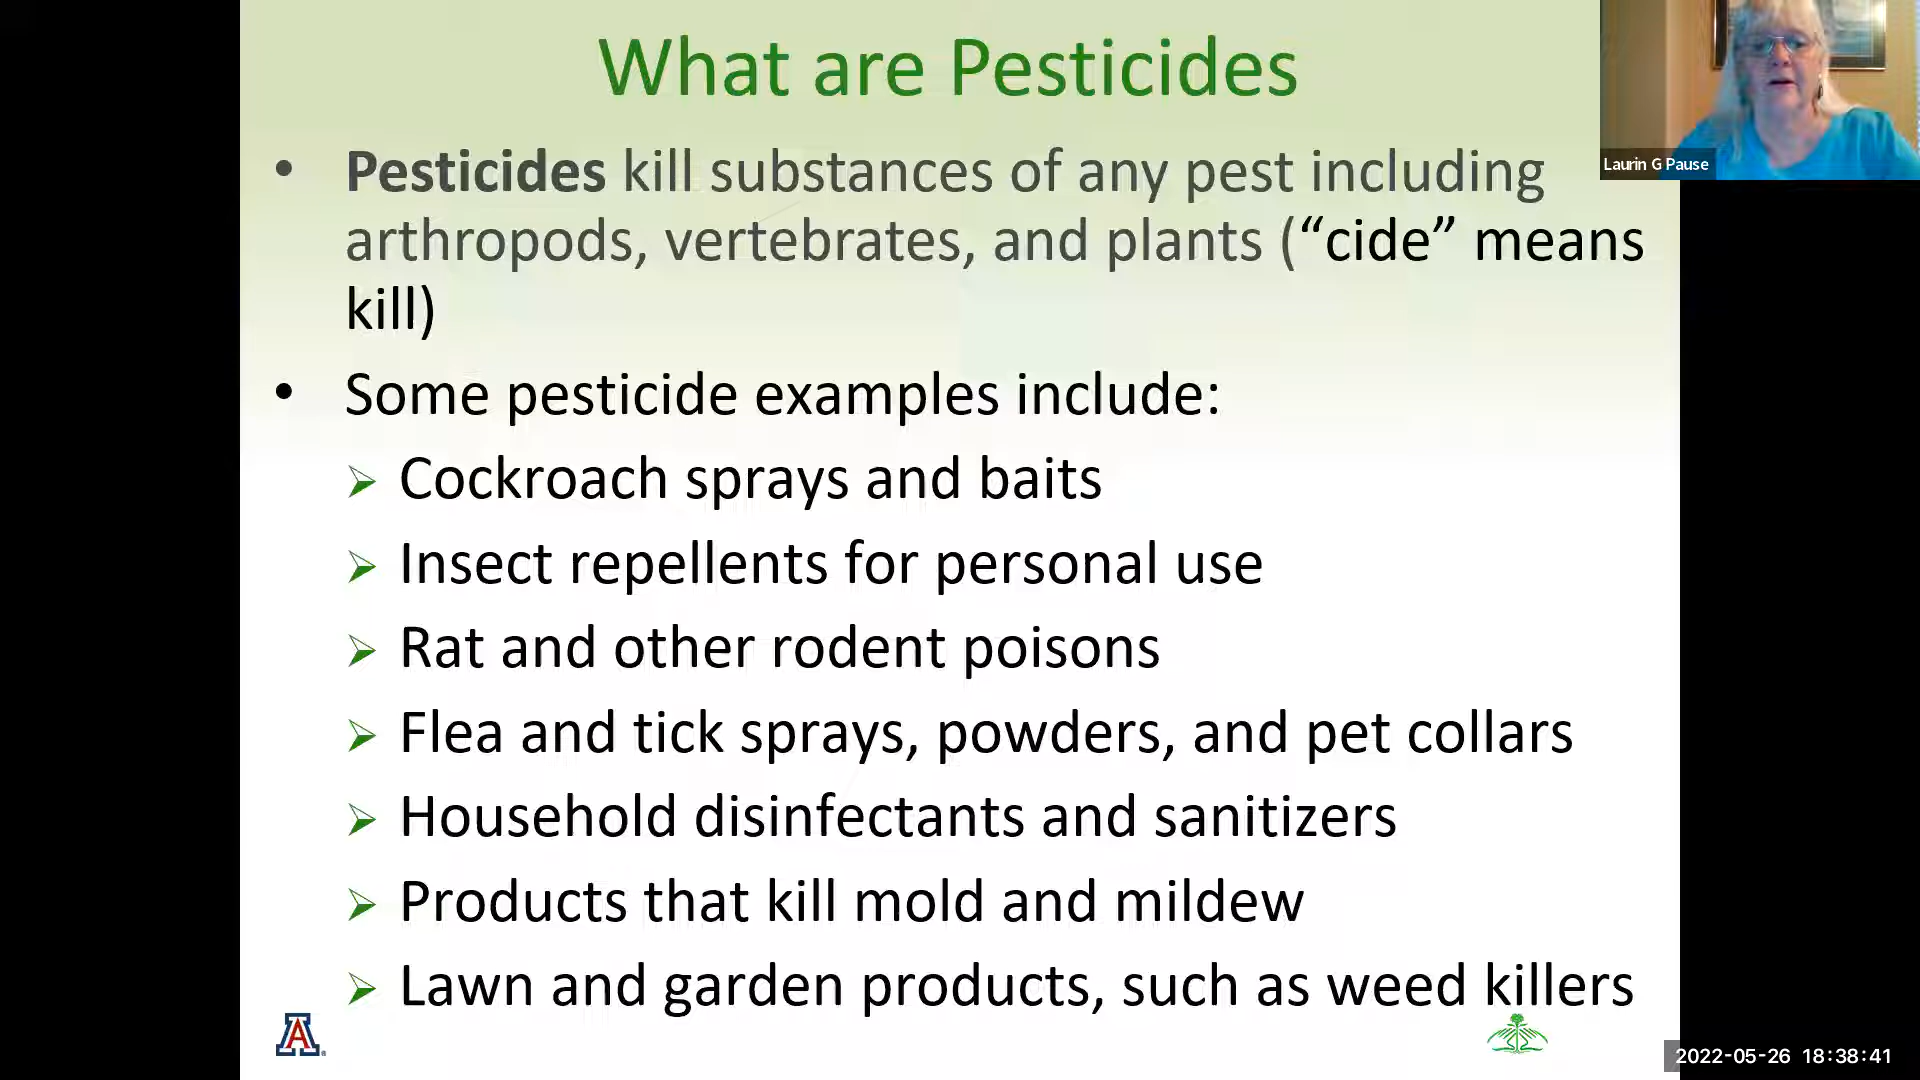 What are Pesticides
• Pesticides kill substances of any pest including
arthropods, vertebrates, and plants (“cide” means
kill)
• Some pesticide examples include:
➢ Cockroach sprays and baits
➢ Insect repellents for personal use
➢ Rat and other rodent poisons
➢ Flea and tick sprays, powders, and pet collars
➢ Household disinfectants and sanitizers
➢ Products that kill mold and mildew
➢ Lawn and garden products, such as weed killers
Laurin G Pause
A
2022-05-26 18:38:41